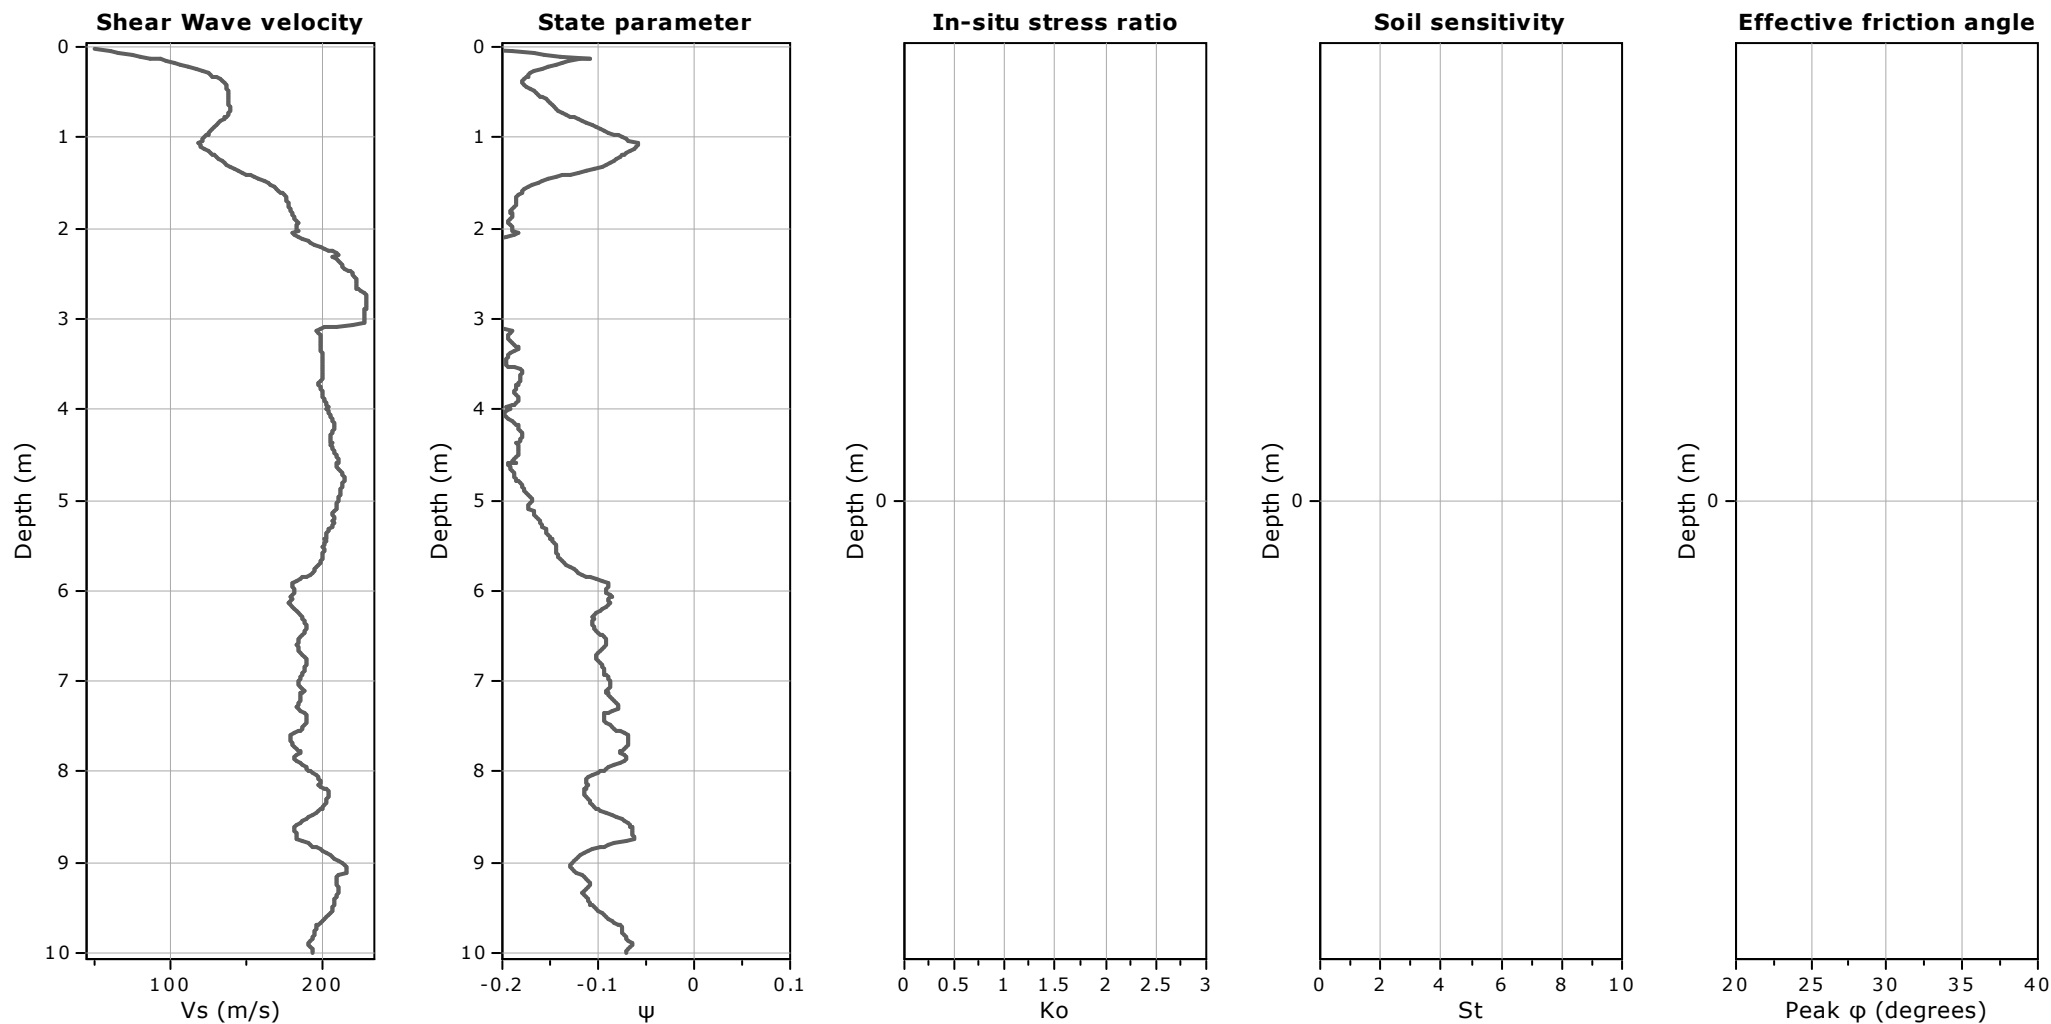 Shear Wave velocity
0
1
2
3
4
5
6
7
8
9
10
Depth (m)
100 200
Vs (m/s)
State parameter
0
1
2
3
4
5
6
7
8
9
10
Depth (m)
-0.2 -0.1 0 0.1
ψ
In-situ stress ratio
0
Depth (m)
0 0.5 1 1.5 2 2.5 3
Ko
Soil sensitivity
0
Depth (m)
0 2 4 6 8 10
St
Effective friction angle
0
Depth (m)
20 25 30 35 40
Peak φ (degrees)